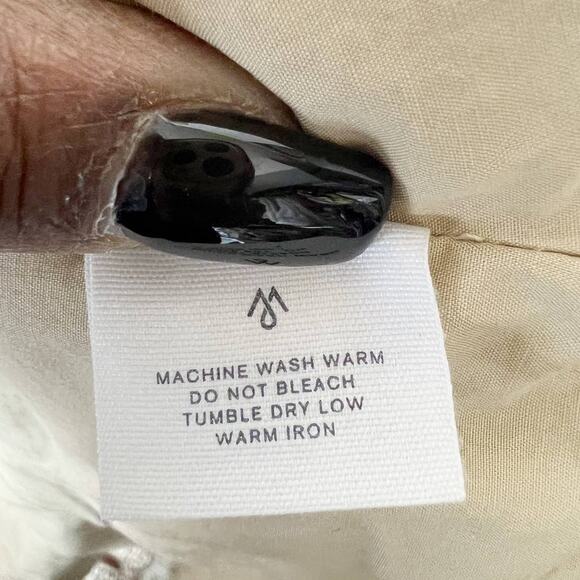 MACHINE WASH WARM
DO NOT BLEACH
TUMBLE DRY LOW
WARM IRON